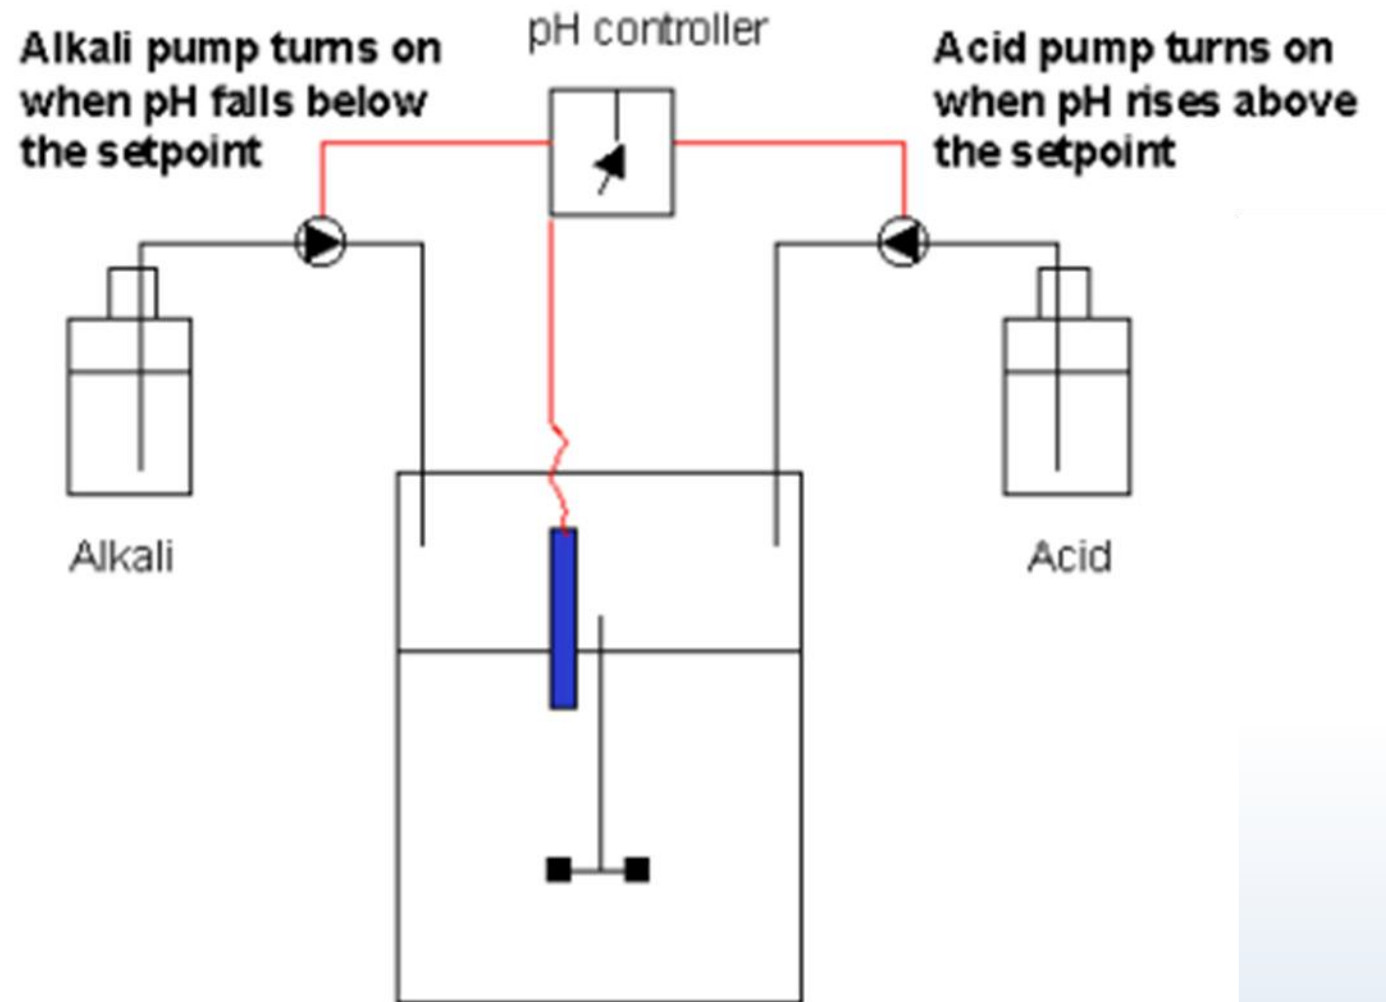 pH controller
Alkali pump turns on
when pH falls below
the setpoint
Acid pump turns on
when pH rises above
the setpoint
Alkali
Acid